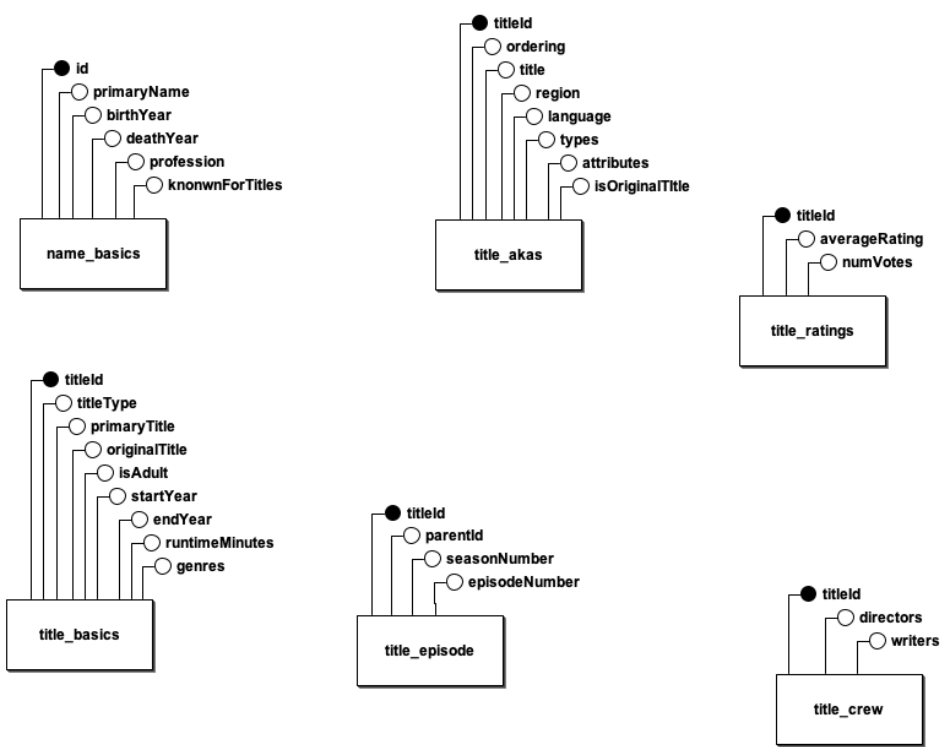 id
primaryName
birthYear
deathYear
profession
knonwnForTitles
name_basics
titleId
ordering
title
region
language
types
attributes
isOriginalTItle
title_akas
titleId
averageRating
numVotes
title_ratings
titleId
titleType
primaryTitle
originalTitle
isAdult
startYear
endYear
runtimeMinutes
genres
title_basics
titleId
parentId
seasonNumber
episodeNumber
title_episode
titleId
directors
writers
title_crew